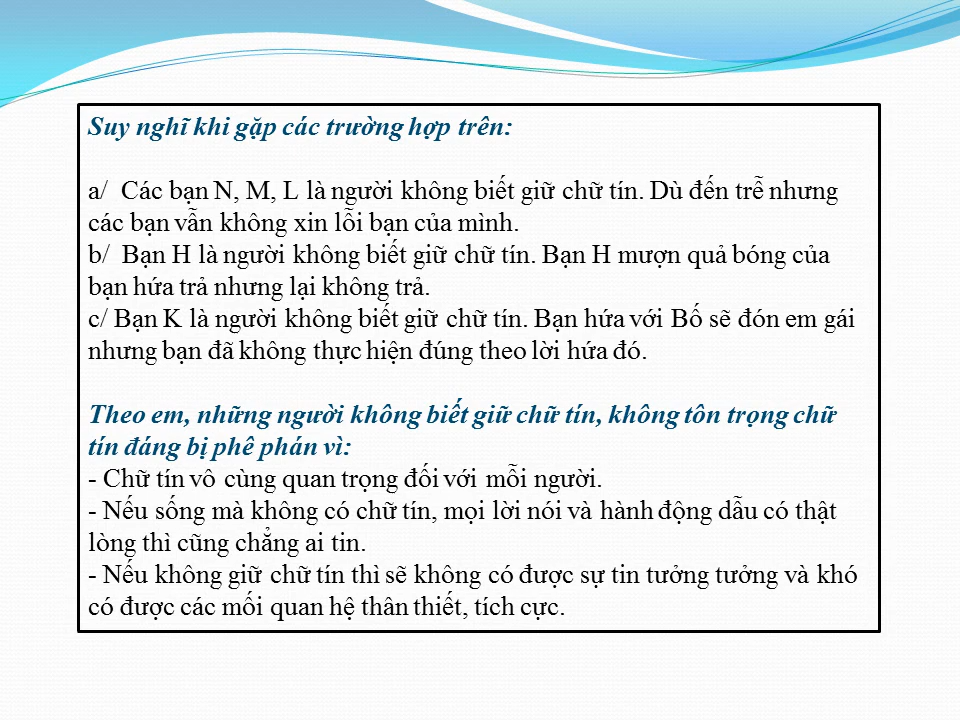 Suy nghĩ khi gặp các trường hợp trên:
a/ Các bạn N, M, L là người không biết giữ chữ tín. Dù đến trễ nhưng
các bạn vẫn không xin lỗi bạn của mình.
b/ Bạn H là người không biết giữ chữ tín. Bạn H mượn quả bóng của
bạn hứa trả nhưng lại không trả.
c/ Bạn K là người không biết giữ chữ tín. Bạn hứa với Bố sẽ đón em gái
nhưng bạn đã không thực hiện đúng theo lời hứa đó.
Theo em, những người không biết giữ chữ tín, không tôn trọng chữ
tín đáng bị phê phán vì:
- Chữ tín vô cùng quan trọng đối với mỗi người.
- Nếu sống mà không có chữ tín, mọi lời nói và hành động dẫu có thật
lòng thì cũng chẳng ai tin.
- Nếu không giữ chữ tín thì sẽ không có được sự tin tưởng tưởng và khó
có được các mối quan hệ thân thiết, tích cực.